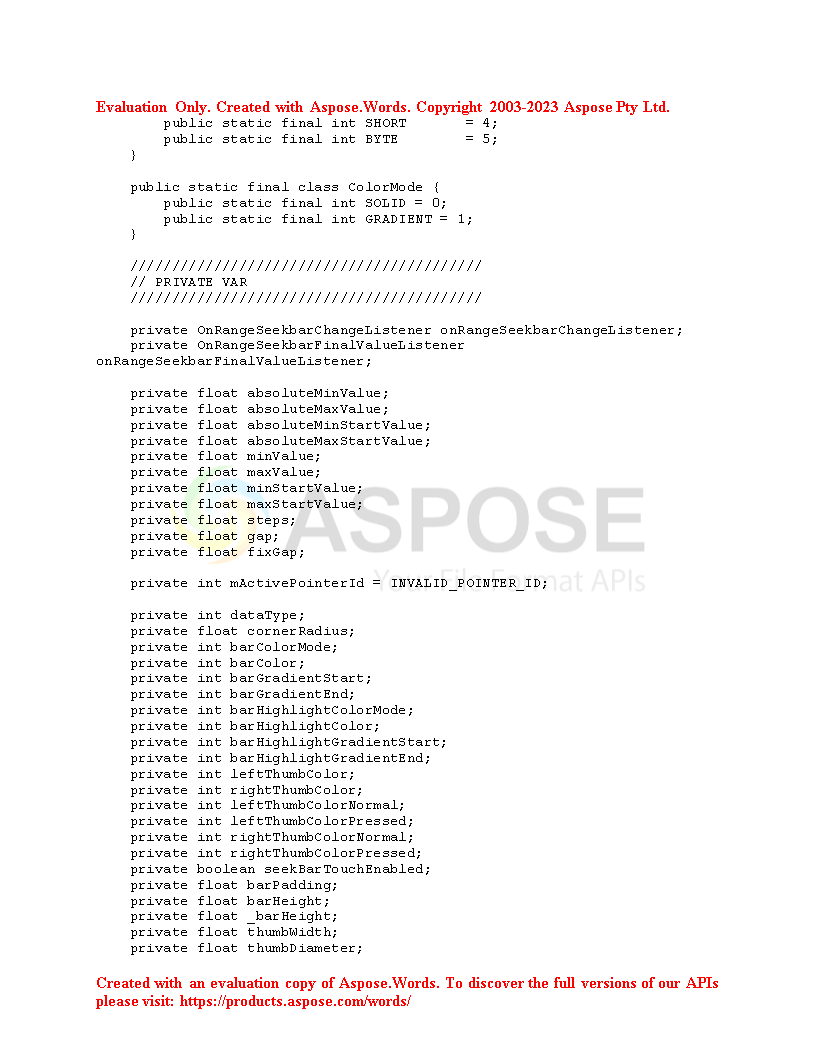 Evaluation Only. Created with Aspose.Words. Copyright 2003-2023 Aspose Pty Ltd.
        public static final int SHORT       = 4;
        public static final int BYTE        = 5;
    }

    public static final class ColorMode {
        public static final int SOLID = 0;
        public static final int GRADIENT = 1;
    }

    //////////////////////////////////////////
    // PRIVATE VAR
    //////////////////////////////////////////

    private OnRangeSeekbarChangeListener onRangeSeekbarChangeListener;
    private OnRangeSeekbarFinalValueListener
onRangeSeekbarFinalValueListener;

    private float absoluteMinValue;
    private float absoluteMaxValue;
    private float absoluteMinStartValue;
    private float absoluteMaxStartValue;
    private float minValue;
    private float maxValue;
    private float minStartValue;
    private float maxStartValue;
    private float steps;
    private float gap;
    private float fixGap;
ASPOSE
Your File Format APIs

    private int mActivePointerId = INVALID_POINTER_ID;

    private int dataType;
    private float cornerRadius;
    private int barColorMode;
    private int barColor;
    private int barGradientStart;
    private int barGradientEnd;
    private int barHighlightColorMode;
    private int barHighlightColor;
    private int barHighlightGradientStart;
    private int barHighlightGradientEnd;
    private int leftThumbColor;
    private int rightThumbColor;
    private int leftThumbColorNormal;
    private int leftThumbColorPressed;
    private int rightThumbColorNormal;
    private int rightThumbColorPressed;
    private boolean seekBarTouchEnabled;
    private float barPadding;
    private float barHeight;
    private float _barHeight;
    private float thumbWidth;
    private float thumbDiameter;

Created with an evaluation copy of Aspose.Words. To discover the full versions of our APIs
please visit: https://products.aspose.com/words/